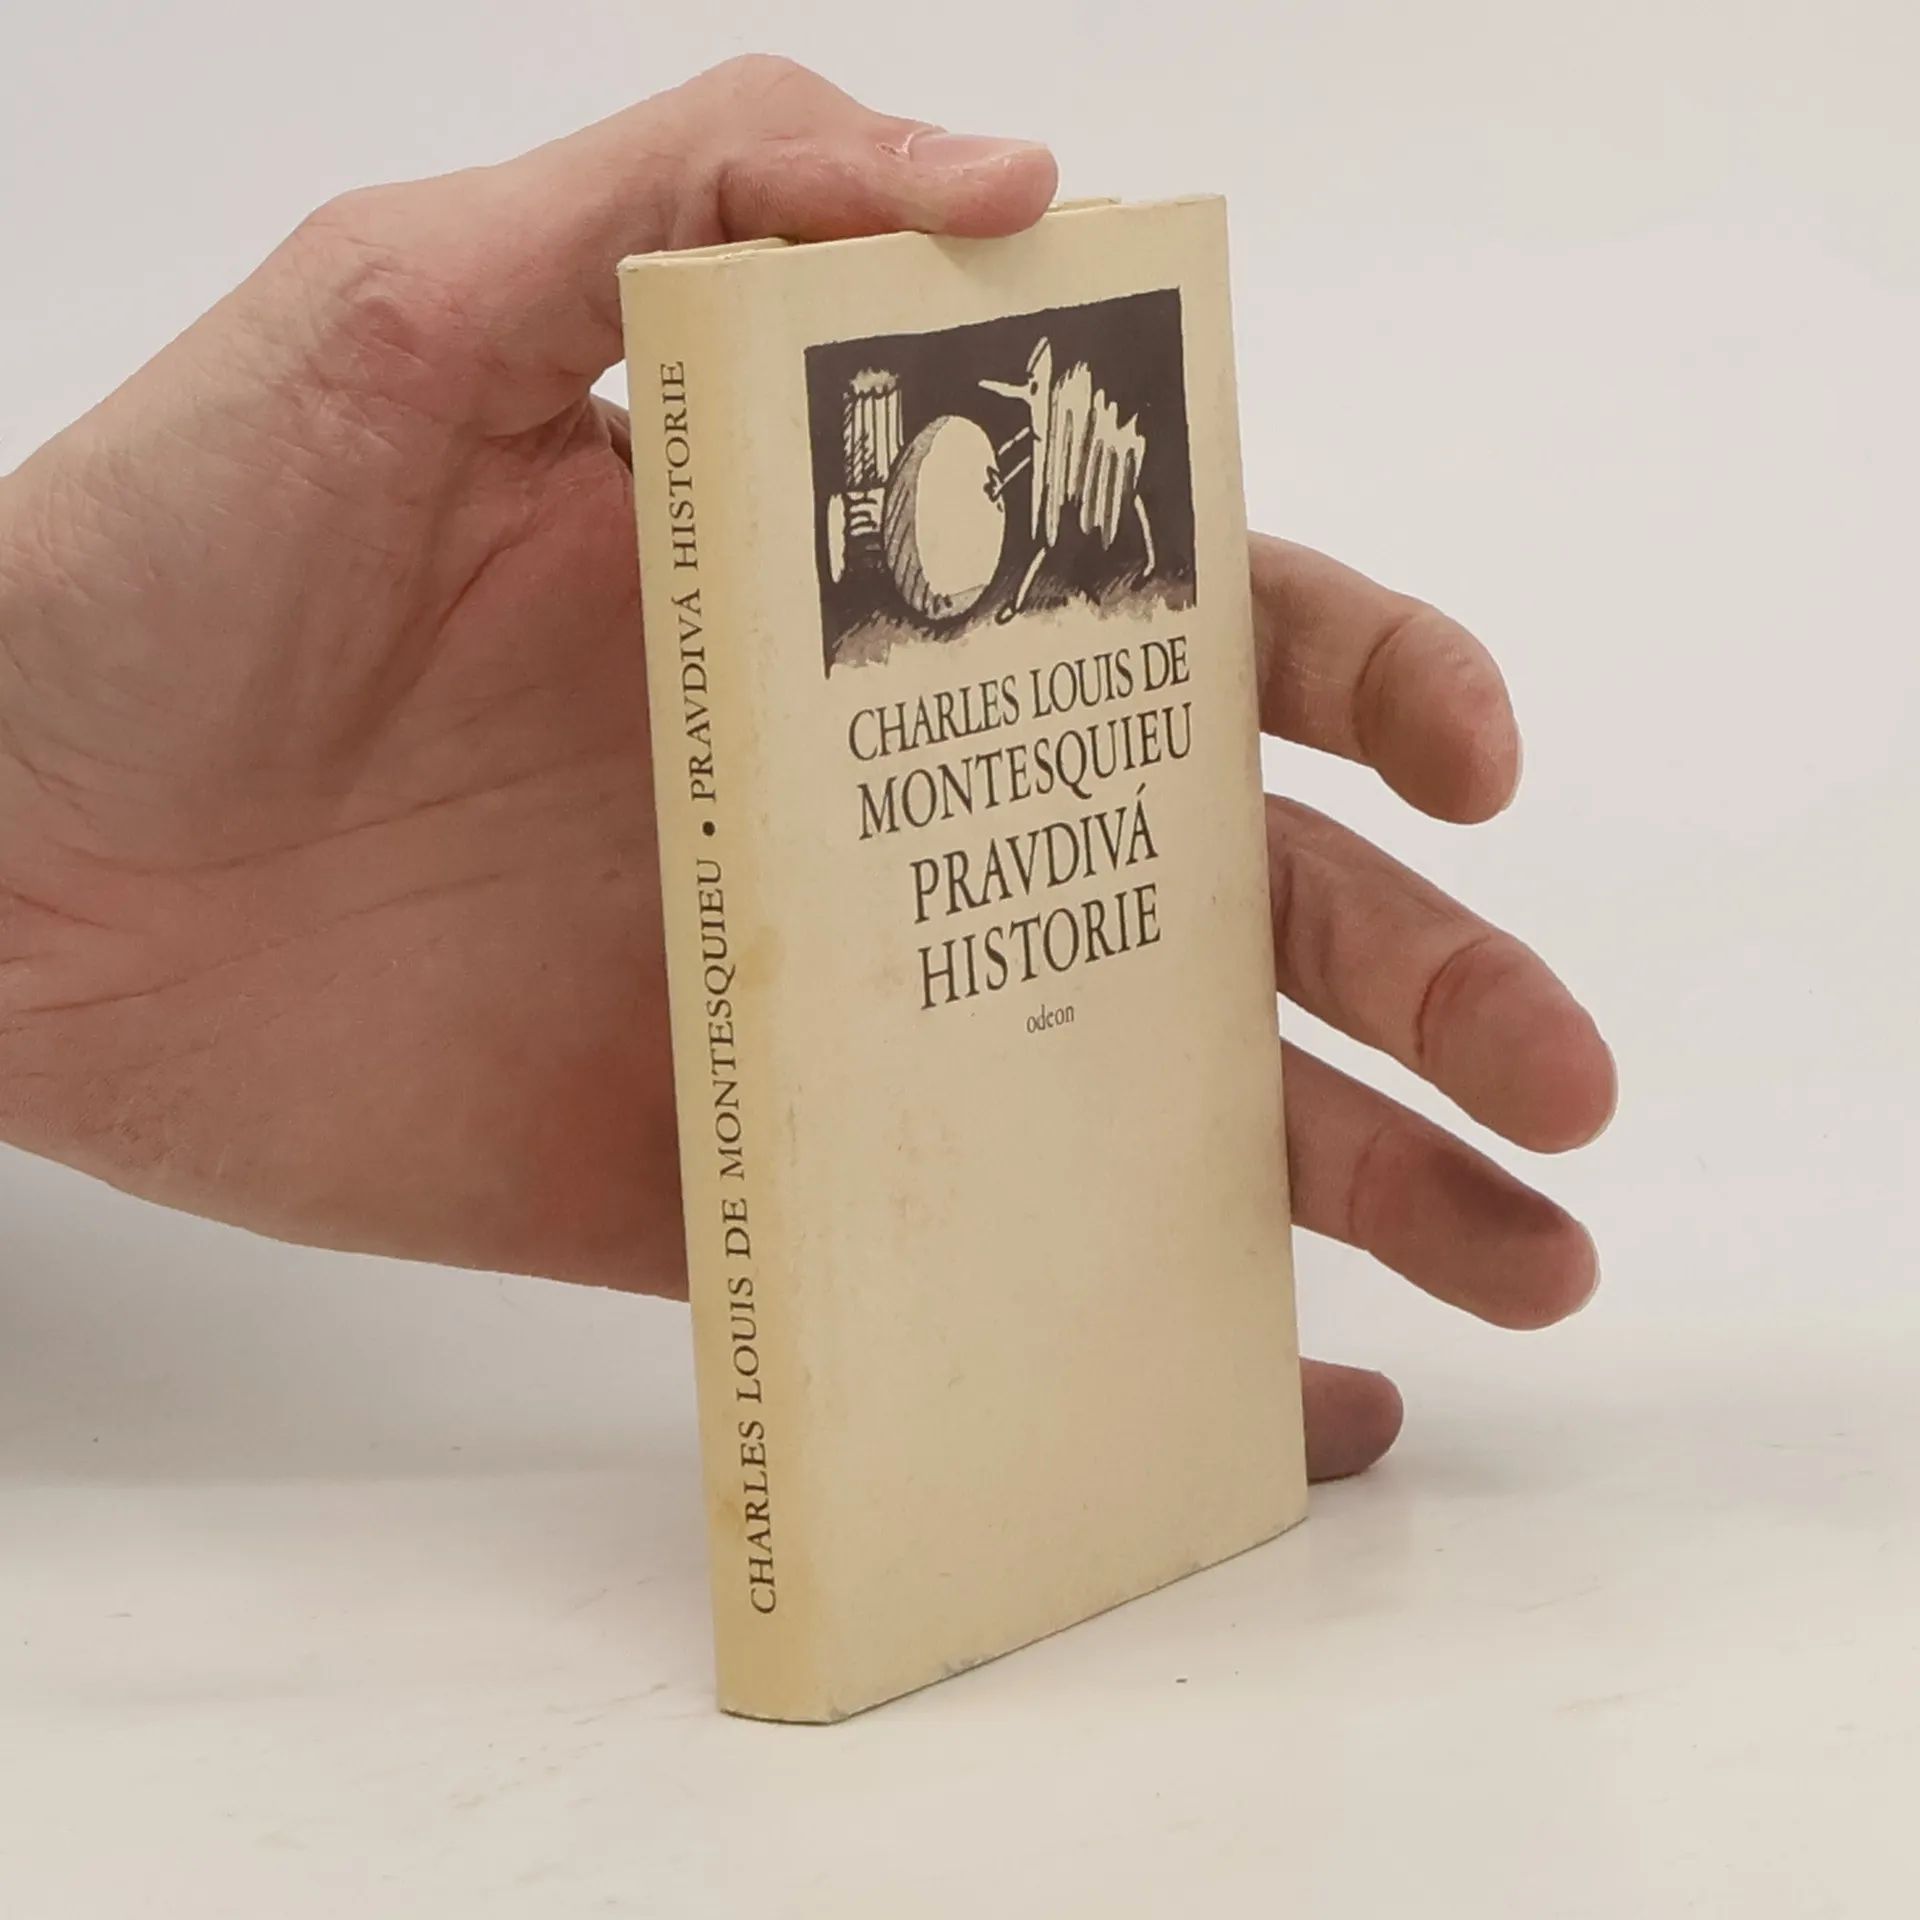 CHARLES LOUIS DE MONTESQUIEU • PRAVDIVÁ HISTORIE
CHARLES LOUIS DE
MONTESQUIEU
PRAVDIVÁ
HISTORIE
odeon